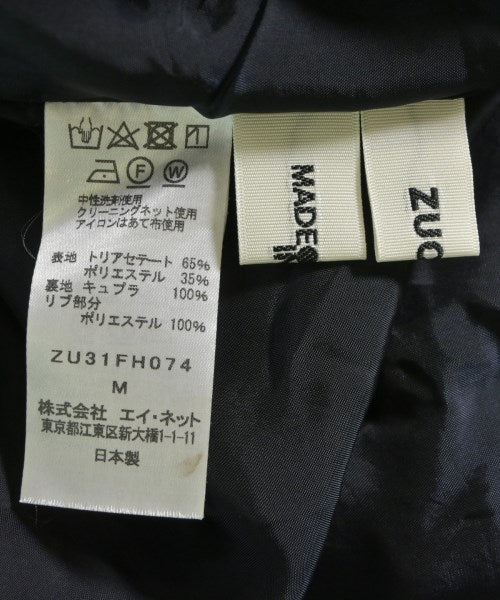 F W
中性洗剤使用
クリーニングネット使用
アイロンはあて布使用
表地 トリアセテート 65%
ポリエステル 35%
裏地 キュプラ 100%
リブ部分
ポリエステル 100%
ZU31FH074
M
株式会社 エイ・ネット
東京都江東区新大橋1-1-11
日本製
MADE
IN
ZUC